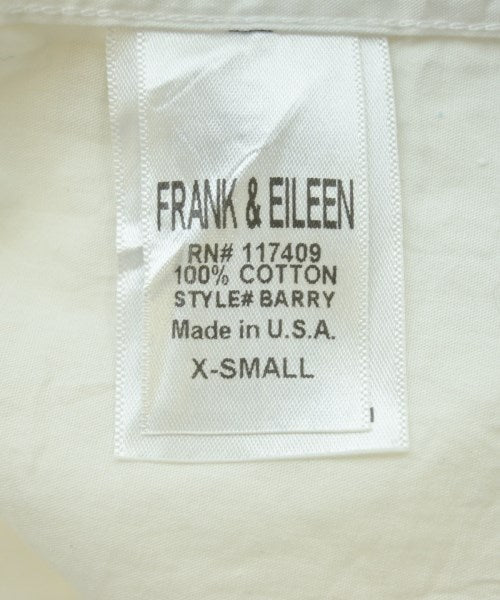 FRANK & EILEEN
RN# 117409
100% COTTON
STYLE# BARRY
Made in U.S.A.
X-SMALL